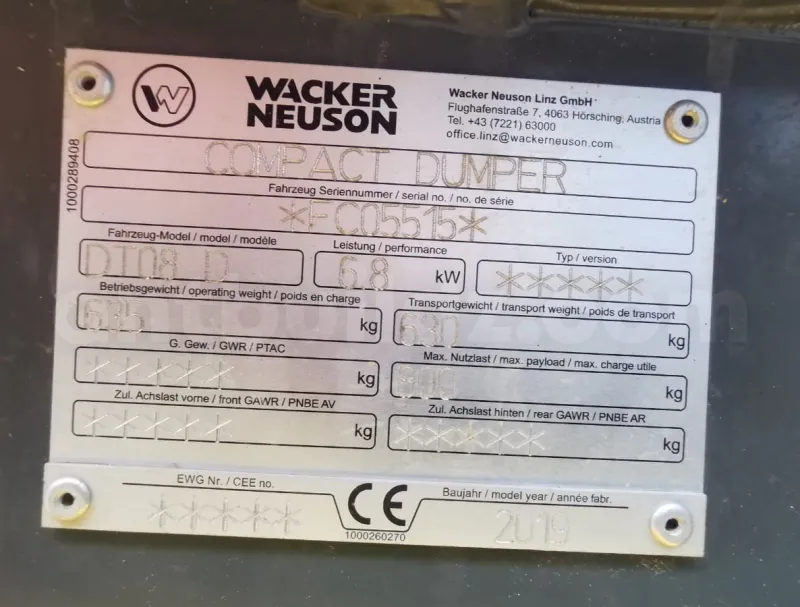 WACKER
NEUSON
Wacker Neuson Linz GmbH
Flughafenstraße 7, 4063 Hörsching, Austria
Tel. +43 (7221) 63000
office.linz@wackerneuson.com
1000289408
COMPACT DUMPER
Fahrzeug Seriennummer / serial no. / no. de série
*FC05515*
Fahrzeug-Model / model / modèle
Leistung / performance
Typ / version
DT08 D
6.8 kW
*****
Betriebsgewicht / operating weight / poids en charge
Transportgewicht / transport weight / poids de transport
635 kg
630 kg
G. Gew. / GWR / PTAC
Max. Nutzlast / max. payload / max. charge utile
***** kg
800 kg
Zul. Achslast vorne / front GAWR / PNBE AV
Zul. Achslast hinten / rear GAWR / PNBE AR
***** kg
***** kg
EWG Nr. / CEE no.
Baujahr / model year / année fabr.
*****
CE
2019
1000260270